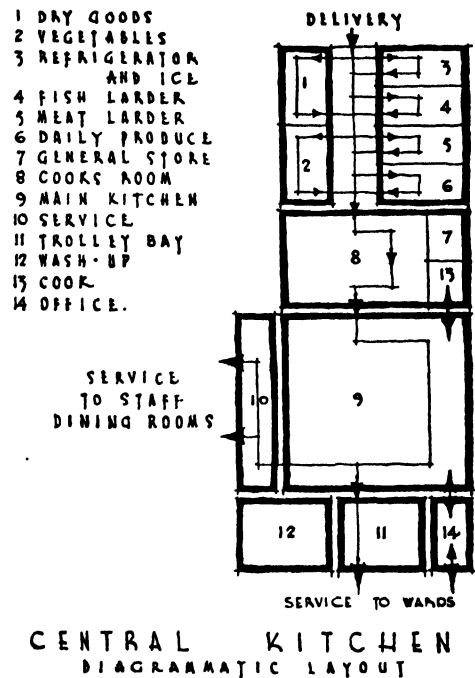 1 DRY GOODS
2 VEGETABLES
3 REFRIGERATOR
AND ICE
4 FISH LARDER
5 MEAT LARDER
6 DAILY PRODUCE
7 GENERAL STORE
8 COOKS ROOM
9 MAIN KITCHEN
10 SERVICE
11 TROLLEY BAY
12 WASH-UP
13 COOK
14 OFFICE.
DELIVERY
1
3
4
2
5
6
8
7
13
SERVICE
TO STAFF
DINING ROOMS
10
9
12
11
14
SERVICE TO WARDS
CENTRAL KITCHEN
DIAGRAMMATIC LAYOUT